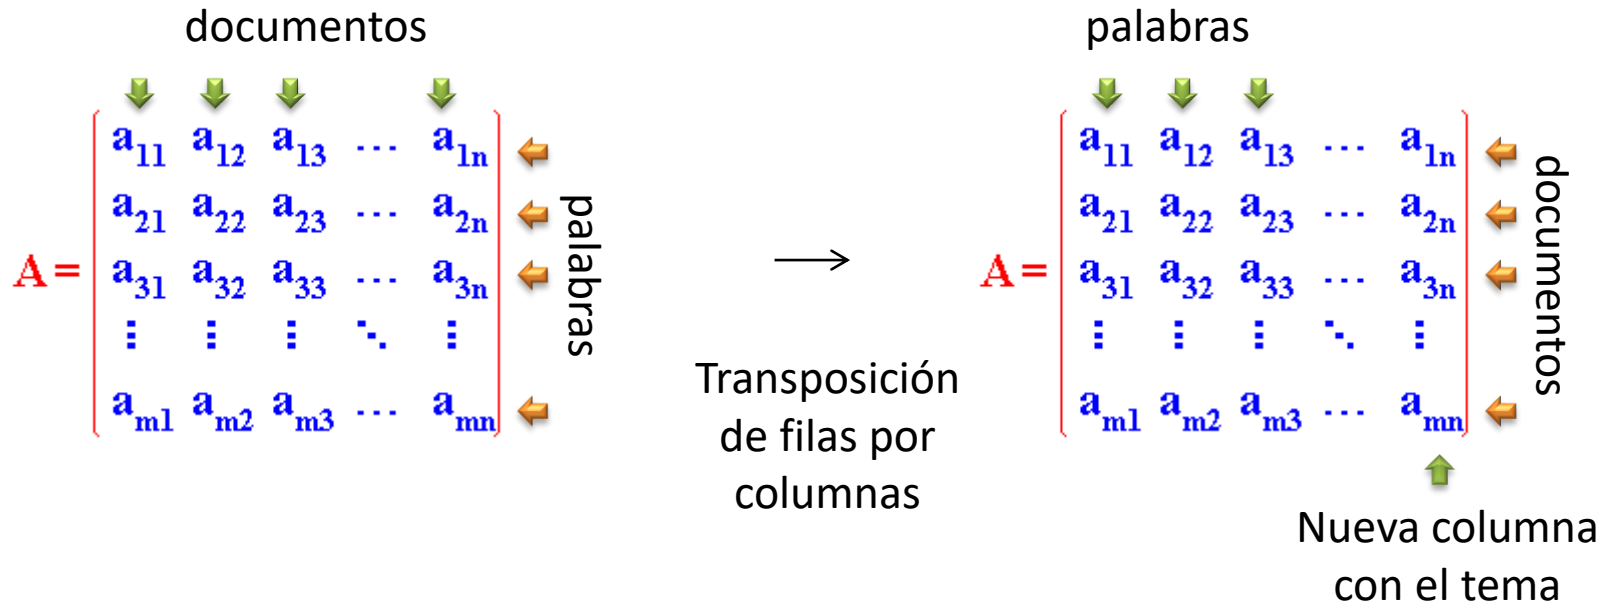 documentos
palabras
a11 a12 a13 ... a1n
a21 a22 a23 ... a2n
A = a31 a32 a33 ... a3n
⋮ ⋮ ⋮ ⋱ ⋮
am1 am2 am3 ... amn
palabras
→
Transposición
de filas por
columnas
a11 a12 a13 ... a1n
a21 a22 a23 ... a2n
A = a31 a32 a33 ... a3n
⋮ ⋮ ⋮ ⋱ ⋮
am1 am2 am3 ... amn
documentos
Nueva columna
con el tema